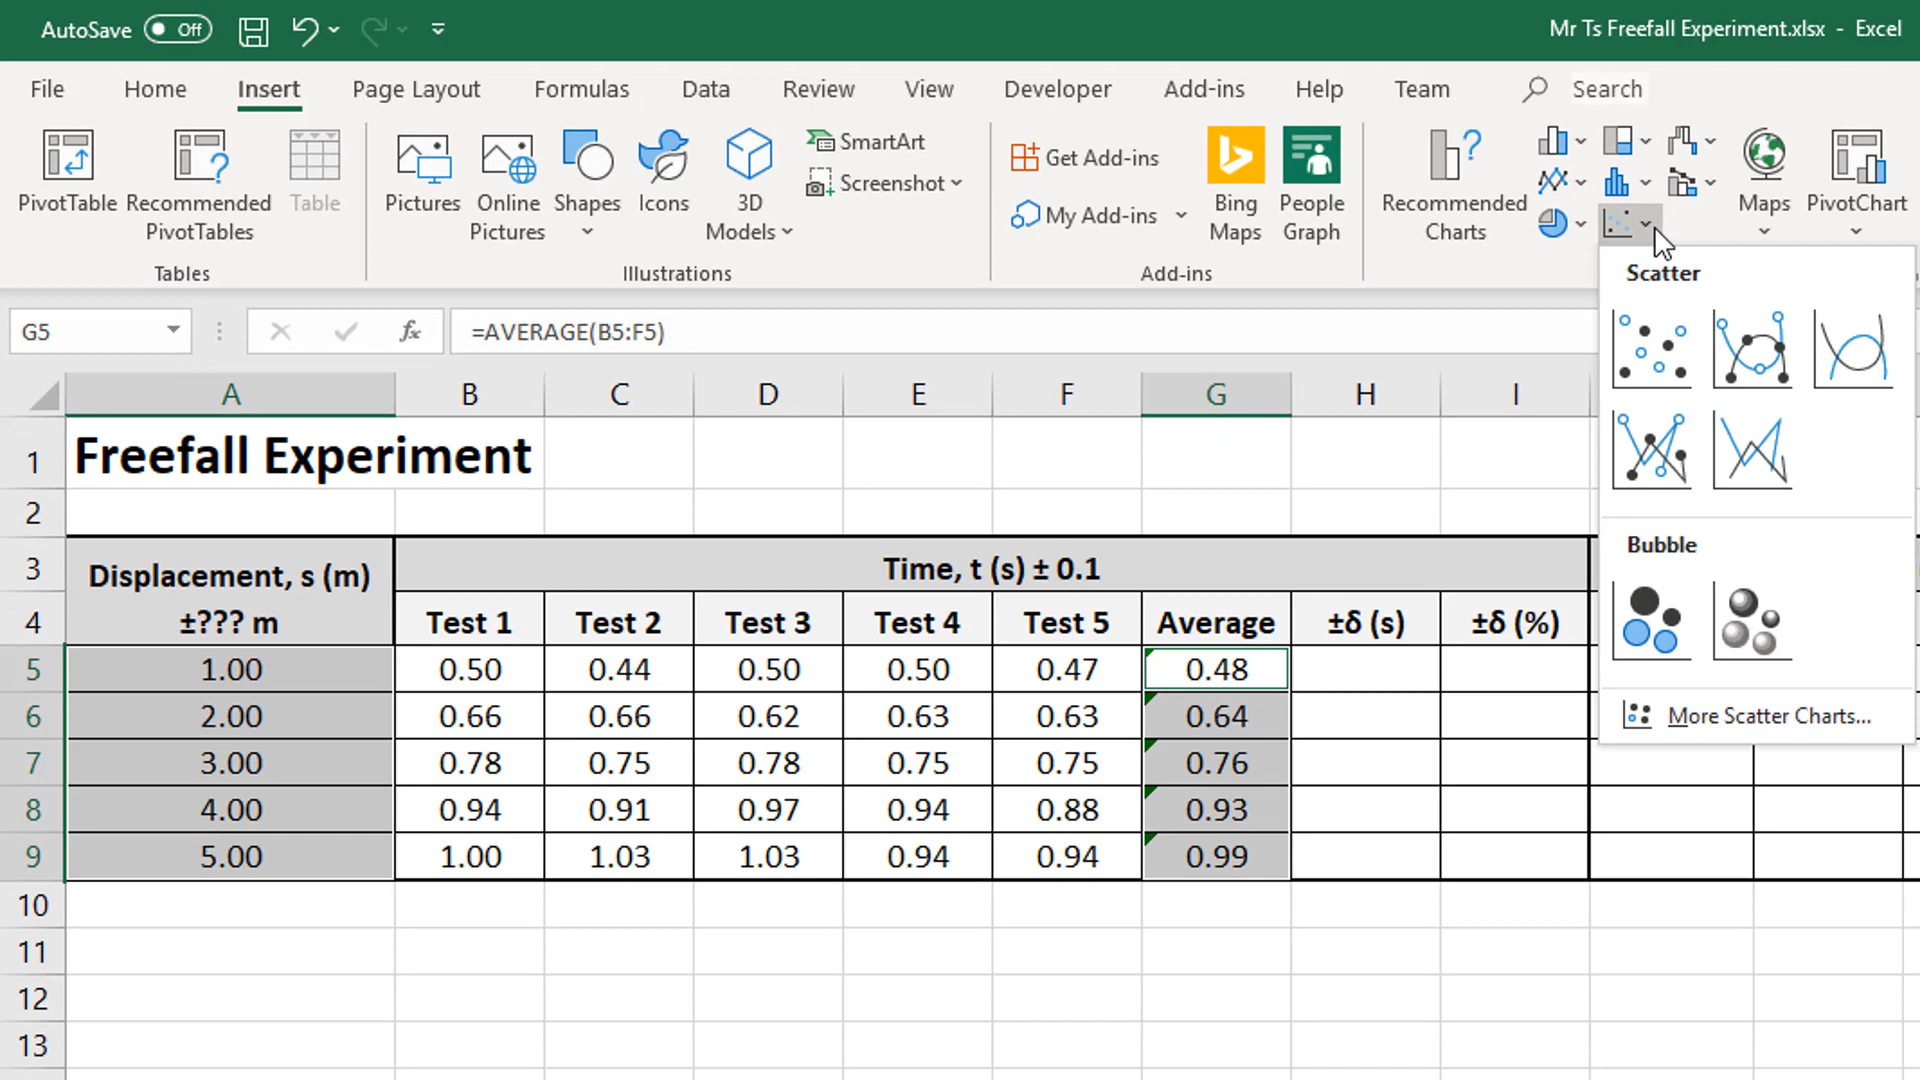 AutoSave Off Mr Ts Freefall Experiment.xlsx - Excel
File Home Insert Page Layout Formulas Data Review View Developer Add-ins Help Team Search
PivotTable
Recommended
PivotTables
Table
Tables
Pictures
Online
Pictures
Shapes
Icons
3D
Models
SmartArt
Screenshot
Illustrations
Get Add-ins
My Add-ins
Bing
Maps
People
Graph
Add-ins
Recommended
Charts
Maps
PivotChart
Scatter
Bubble
More Scatter Charts...
G5 fx =AVERAGE(B5:F5)
A B C D E F G H I
1 Freefall Experiment
2
3 Displacement, s (m) Time, t (s) ± 0.1
4 ±??? m Test 1 Test 2 Test 3 Test 4 Test 5 Average ±δ (s) ±δ (%)
5 1.00 0.50 0.44 0.50 0.50 0.47 0.48
6 2.00 0.66 0.66 0.62 0.63 0.63 0.64
7 3.00 0.78 0.75 0.78 0.75 0.75 0.76
8 4.00 0.94 0.91 0.97 0.94 0.88 0.93
9 5.00 1.00 1.03 1.03 0.94 0.94 0.99
10
11
12
13